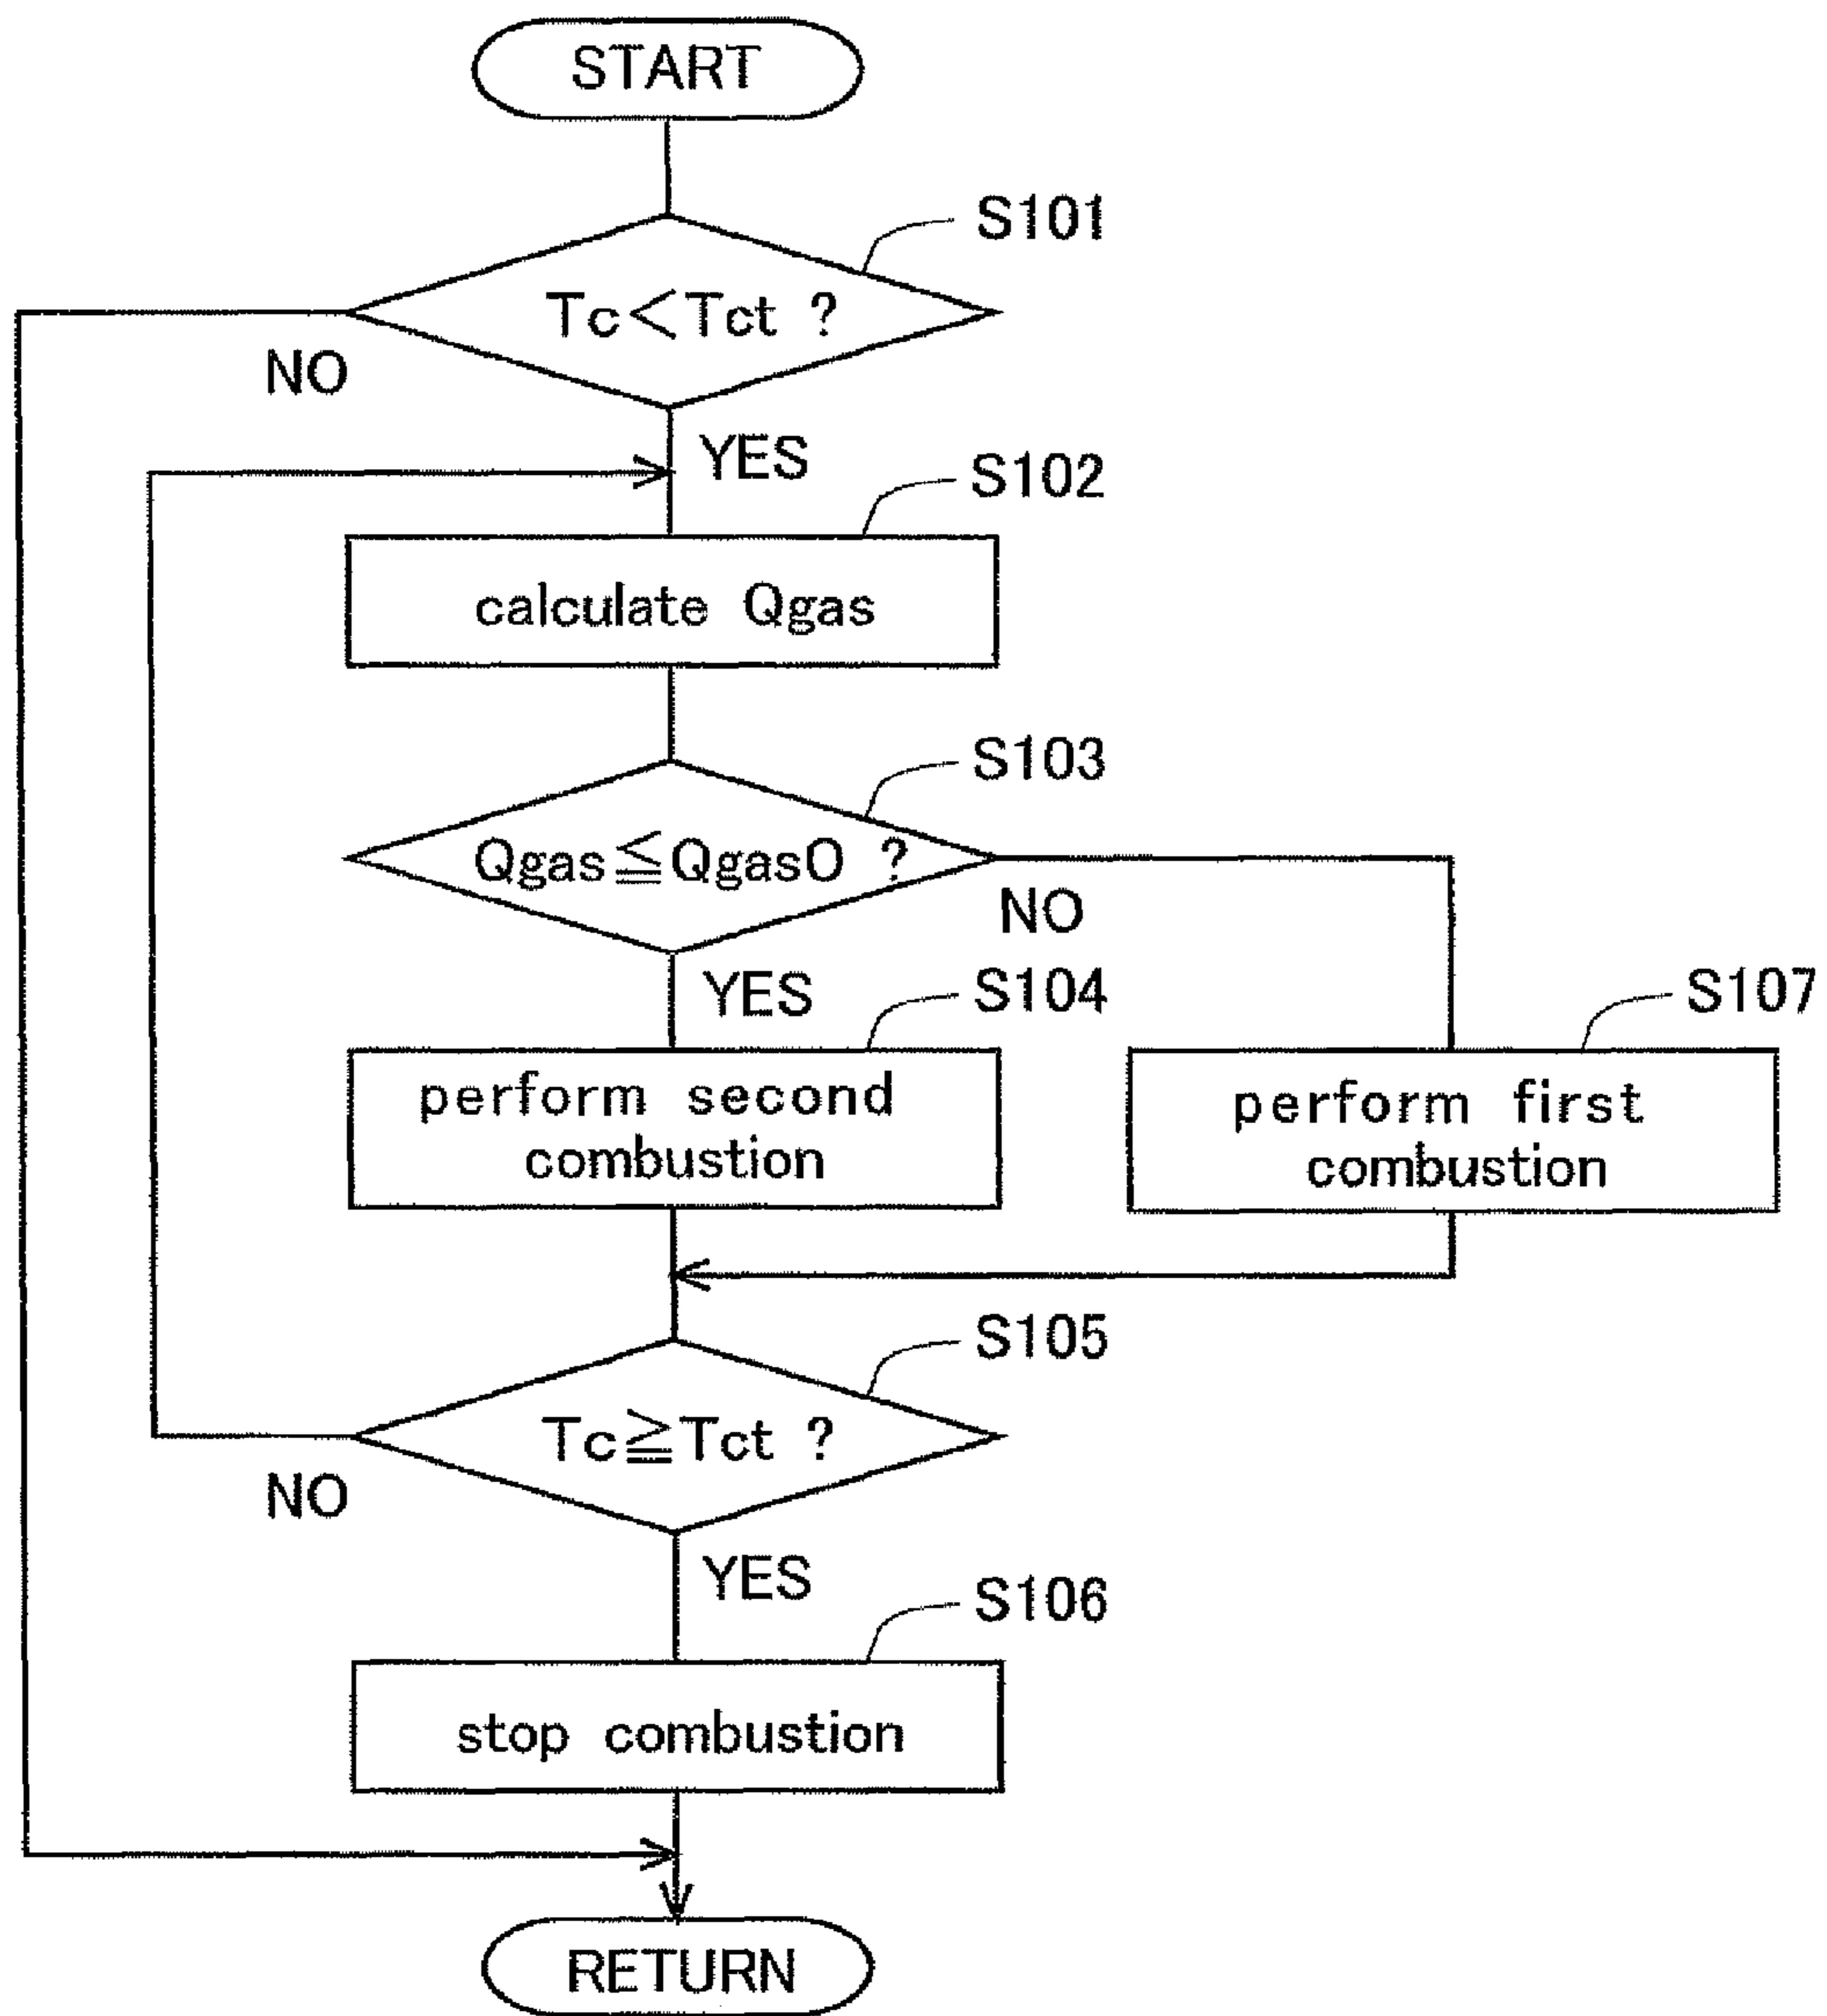 START
S101
Tc<Tct ?
NO
YES
S102
calculate Qgas
S103
Qgas≦Qgas0 ?
NO
YES
S104
S107
perform second
combustion
perform first
combustion
S105
Tc≧Tct ?
NO
YES
S106
stop combustion
RETURN